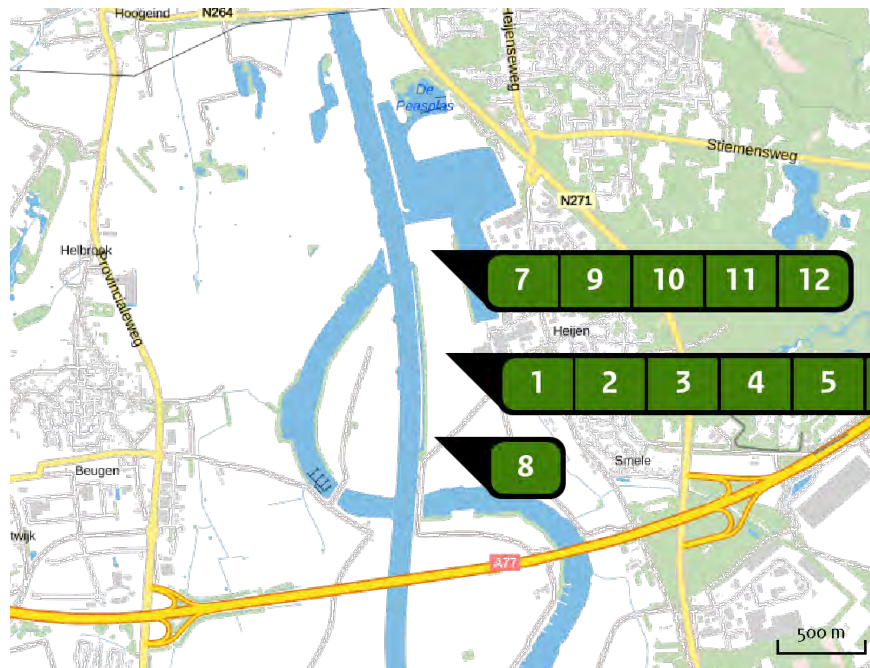 Hoogeind
N264
Heijenseweg
De
Pensplas
Stiemensweg
N271
Helbroek
Provincialeweg
7 9 10 11 12
Heijen
1 2 3 4 5
8
Smele
Beugen
twijk
A77
500 m